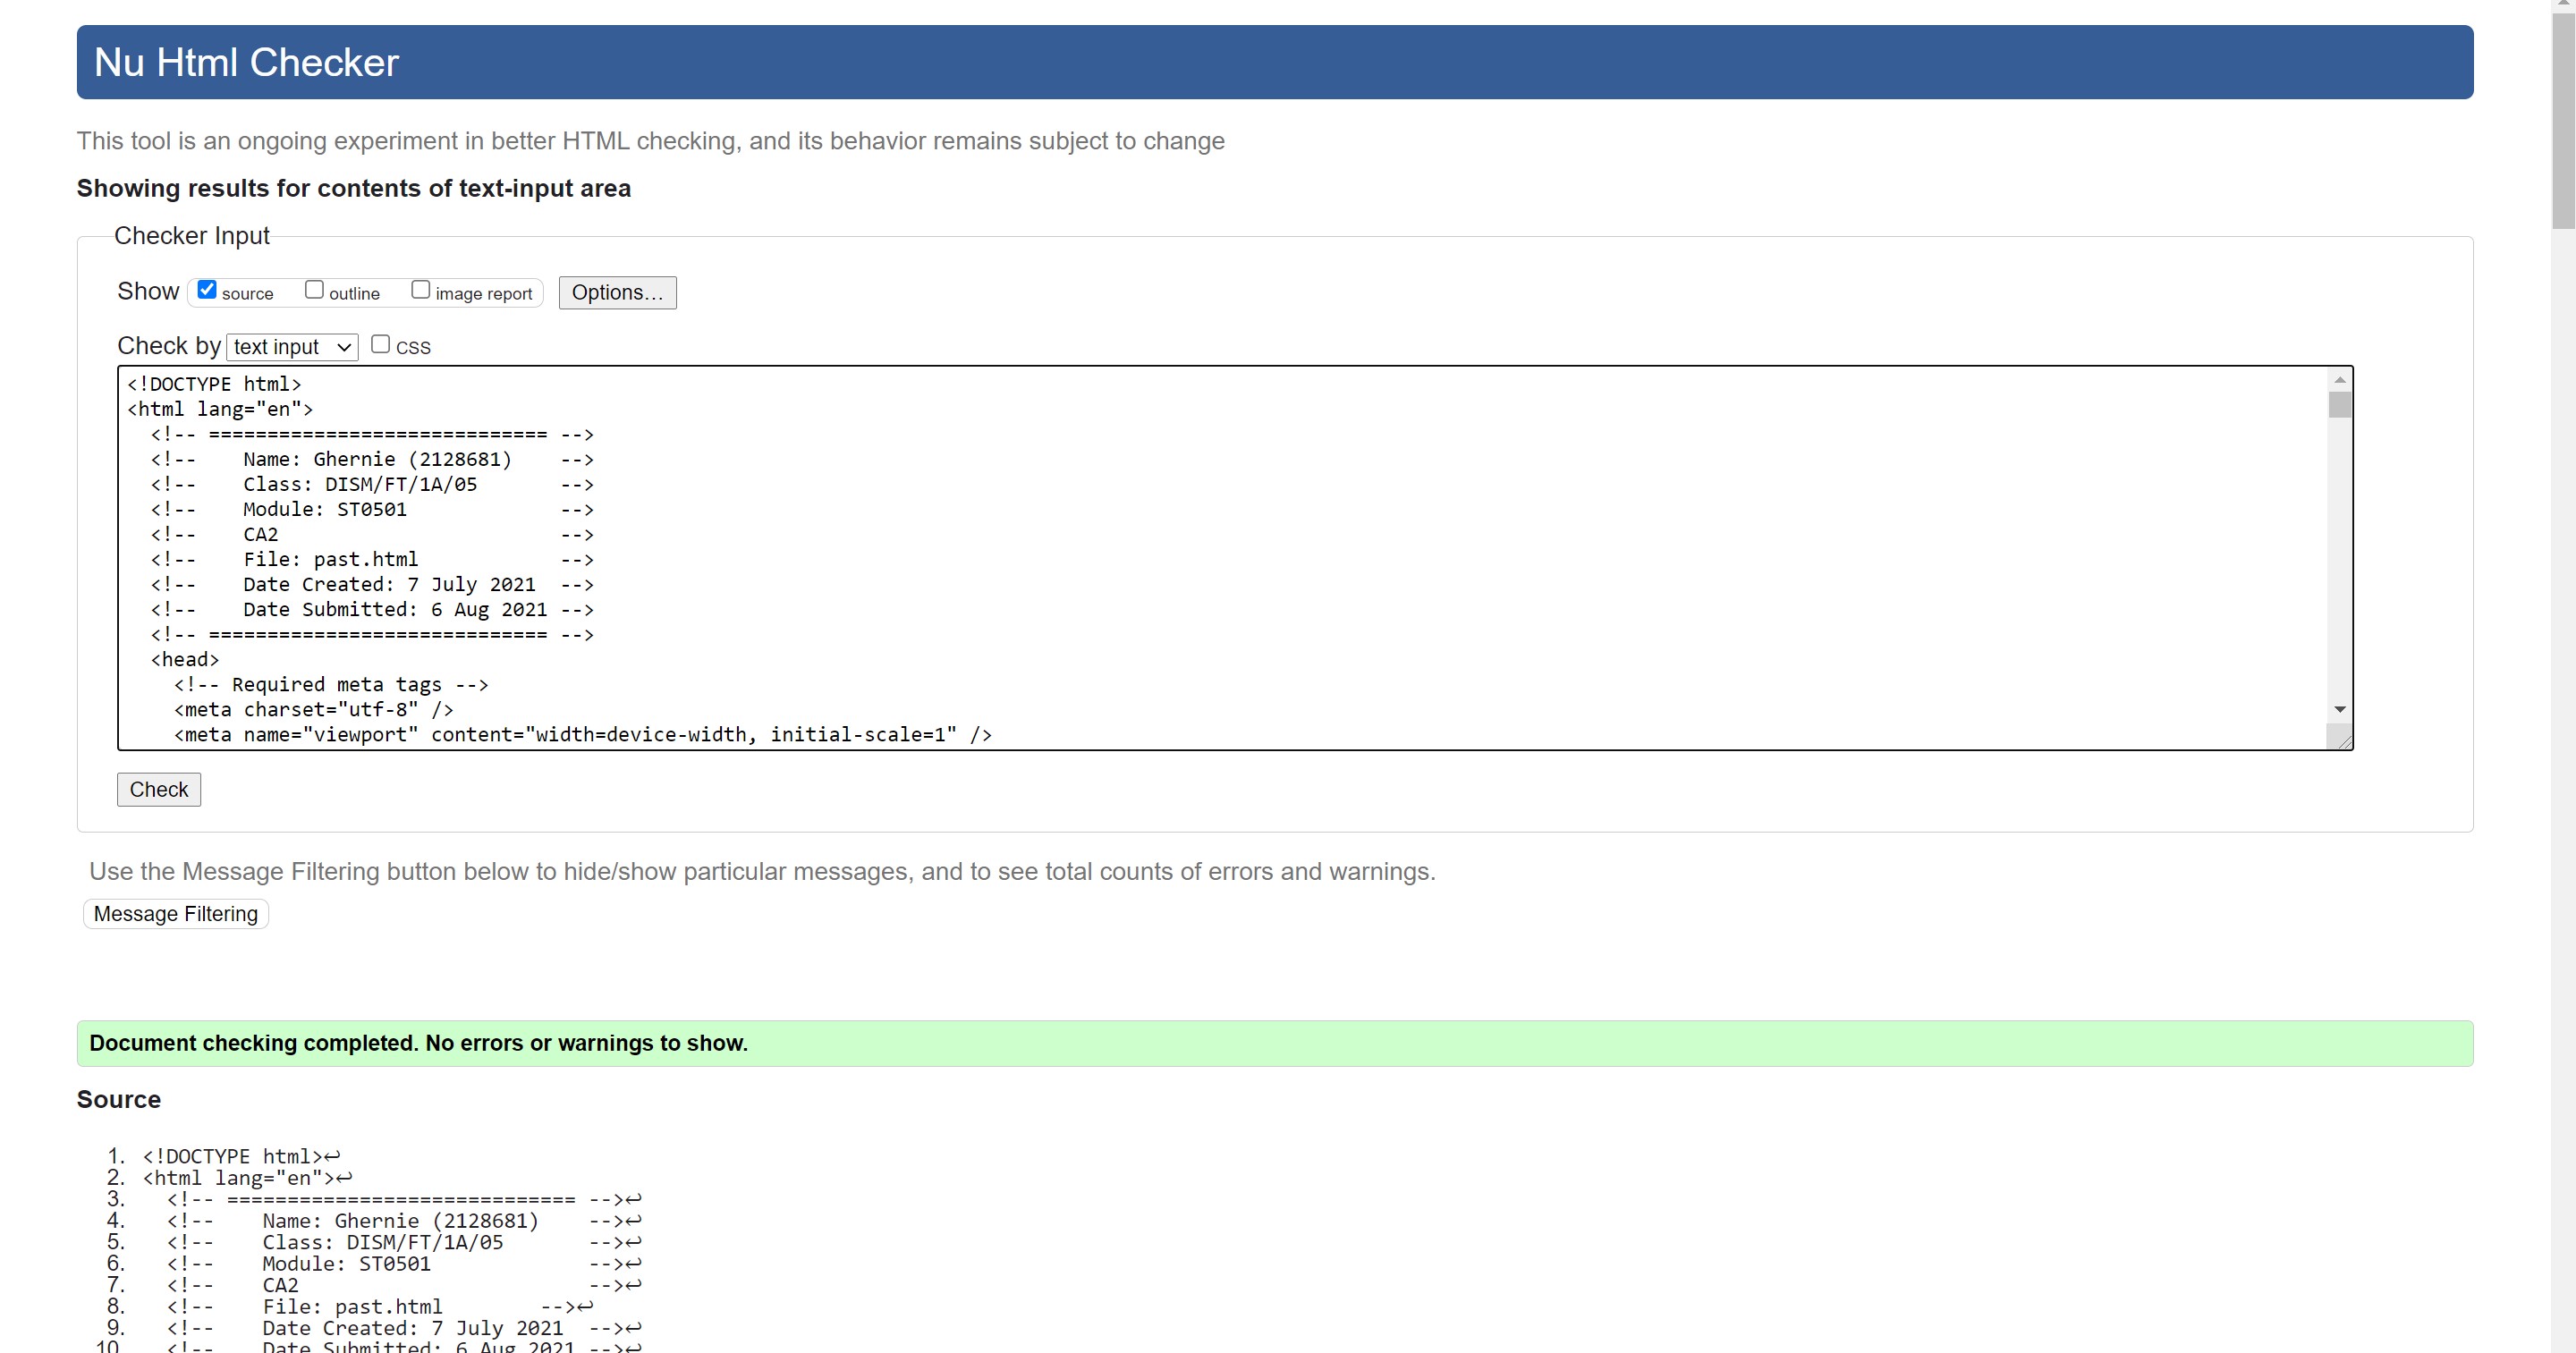 Nu Html Checker
This tool is an ongoing experiment in better HTML checking, and its behavior remains subject to change
Showing results for contents of text-input area
Checker Input
Show source outline image report Options...
Check by text input CSS
<!DOCTYPE html>
<html lang="en">
  <!-- ============================= -->
  <!--    Name: Ghernie (2128681)    -->
  <!--    Class: DISM/FT/1A/05       -->
  <!--    Module: ST0501             -->
  <!--    CA2                        -->
  <!--    File: past.html            -->
  <!--    Date Created: 7 July 2021  -->
  <!--    Date Submitted: 6 Aug 2021 -->
  <!-- ============================= -->
  <head>
    <!-- Required meta tags -->
    <meta charset="utf-8" />
    <meta name="viewport" content="width=device-width, initial-scale=1" />
Check
Use the Message Filtering button below to hide/show particular messages, and to see total counts of errors and warnings.
Message Filtering
Document checking completed. No errors or warnings to show.
Source
1. <!DOCTYPE html>↩
2. <html lang="en">↩
3.   <!-- ============================= -->↩
4.   <!--    Name: Ghernie (2128681)    -->↩
5.   <!--    Class: DISM/FT/1A/05       -->↩
6.   <!--    Module: ST0501             -->↩
7.   <!--    CA2                        -->↩
8.   <!--    File: past.html        -->↩
9.   <!--    Date Created: 7 July 2021  -->↩
10.   <!--    Date Submitted: 6 Aug 2021 -->↩